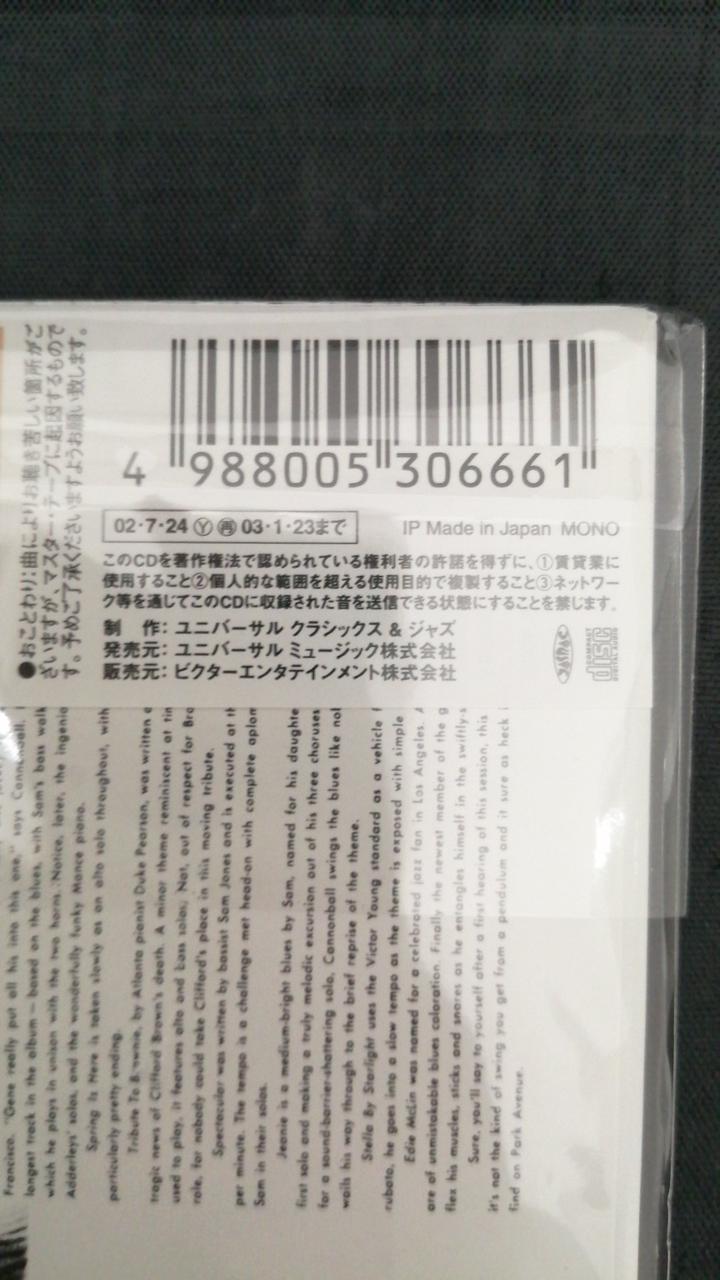 4 988005 306661
02・7・24 Ⓨ㊞ 03・1・23まで
IP Made in Japan MONO
このCDを著作権法で認められている権利者の許諾を得ずに、①賃貸業に
使用すること②個人的な範囲を超える使用目的で複製すること③ネットワー
ク等を通じてこのCDに収録された音を送信できる状態にすることを禁じます。
制 作：ユニバーサル クラシックス & ジャズ
発売元：ユニバーサル ミュージック株式会社
販売元：ビクターエンタテインメント株式会社
COMPACT
disc
DIGITAL AUDIO
●おことわり：曲によりお聴き苦しい箇所がご
ざいますが、マスター・テープに起因するもので
す。予めご了承くださいますようお願い致します。
Francisco. "Gene really put all his into this one," says Cannonball.
longest track in the album — based on the blues, with Sam's bass walk
which he plays in unison with the two horns. Notice, later, the ingenio
Adderleys' solos, and the wonderfully funky Mance piano.
Spring Is Here is taken slowly as an alto solo throughout, with
particularly pretty ending.
Tribute To Brownie, by Atlanta pianist Duke Pearson, was written
tragic news of Clifford Brown's death. A minor theme reminiscent at tim
used to play, it features alto and bass solos; Nat, out of respect for Bro
role, for nobody could take Clifford's place in this moving tribute.
Spectacular was written by bassist Sam Jones and is executed at th
per minute. The tempo is a challenge met head-on with complete aplom
Sam in their solos.
Jeanie is a medium-bright blues by Sam, named for his daughte
first solo and making a truly melodic excursion out of his three choruses
for a sound-barrier-shattering solo. Cannonball swings the blues like no
wails his way through to the brief reprise of the theme.
Stella By Starlight uses the Victor Young standard as a vehicle f
rubato, he goes into a slow tempo as the theme is exposed with simple
Edie McLin was named for a celebrated jazz fan in Los Angeles.
are of unmistakable blues coloration. Finally the newest member of the g
flex his muscles, sticks and snares as he entangles himself in the swiftly-s
Sure, you'll say to yourself after a first hearing of this session, this
it's not the kind of swing you get from a pendulum and it sure as heck i
find on Park Avenue.